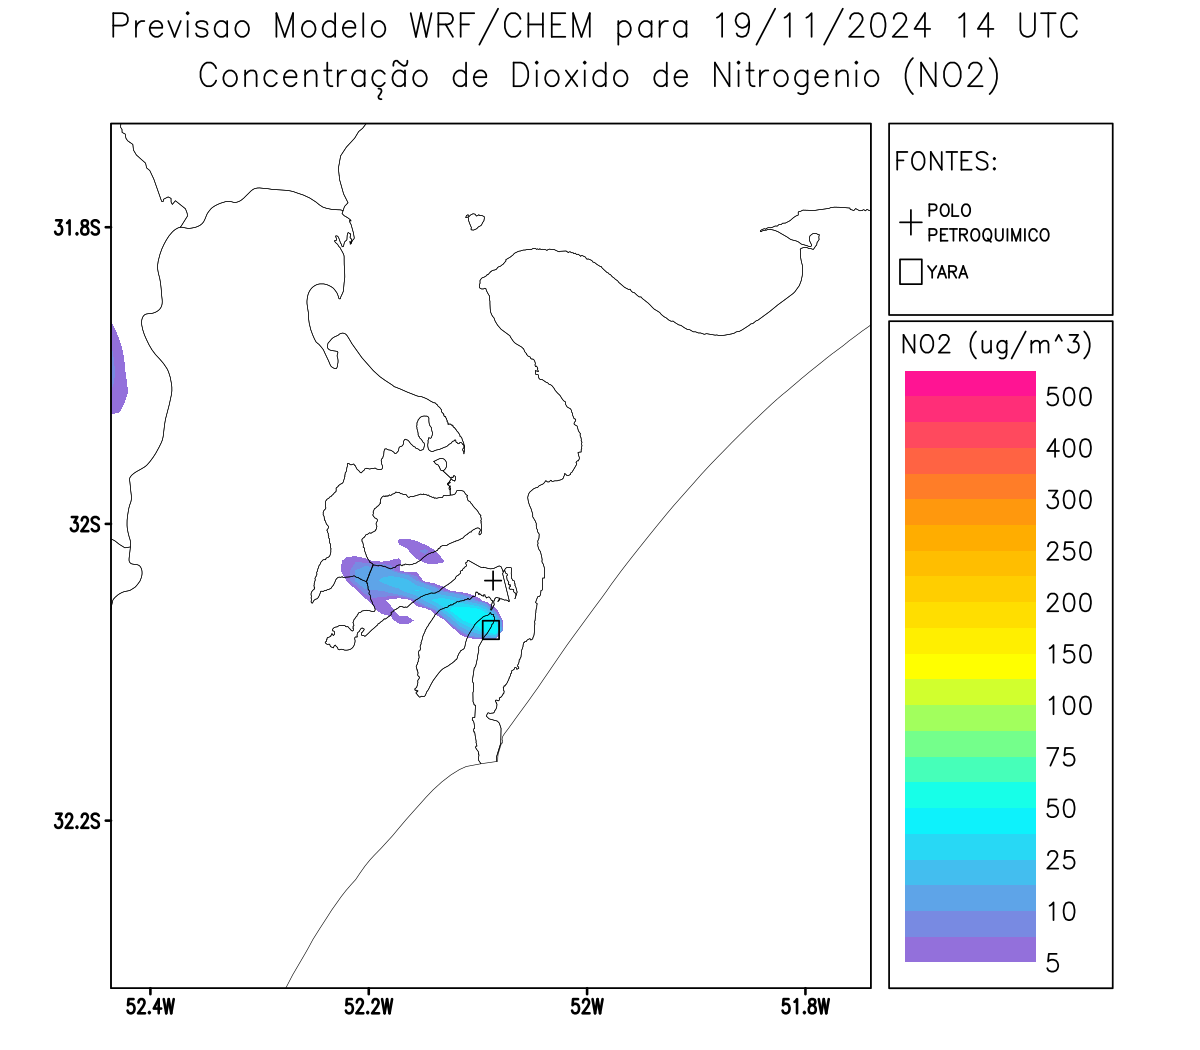 Previsao Modelo WRF/CHEM para 19/11/2024 14 UTC
Concentração de Dioxido de Nitrogenio (NO2)
FONTES:
POLO
PETROQUIMICO
YARA
NO2 (ug/m^3)
500
400
300
250
200
150
100
75
50
25
10
5
31.8S
32S
32.2S
52.4W
52.2W
52W
51.8W